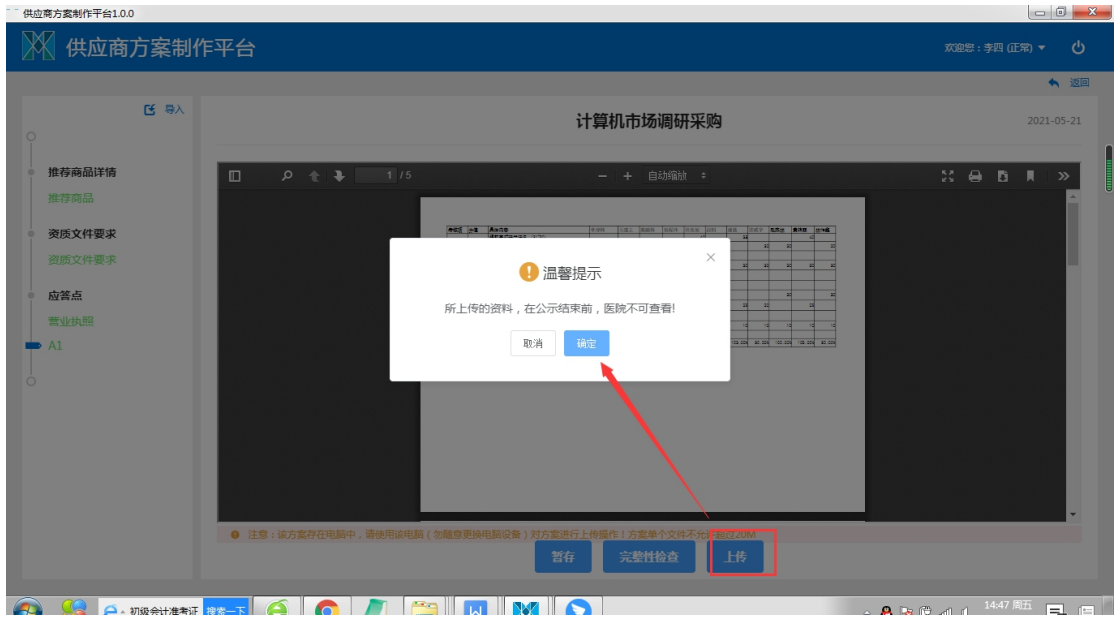 供应商方案制作平台1.0.0
供应商方案制作平台
欢迎您：李四 (正常)
返回
导入
计算机市场调研采购
2021-05-21
推荐商品详情
推荐商品
资质文件要求
资质文件要求
应答点
营业执照
A1
1 / 5
自动缩放
温馨提示
所上传的资料，在公示结束前，医院不可查看!
取消
确定
注意：该方案存在电脑中，请使用该电脑（勿随意更换电脑设备）对方案进行上传操作！方案单个文件不允许超过20M
暂存
完整性检查
上传
初级会计准考证
搜索一下
14:47 周五